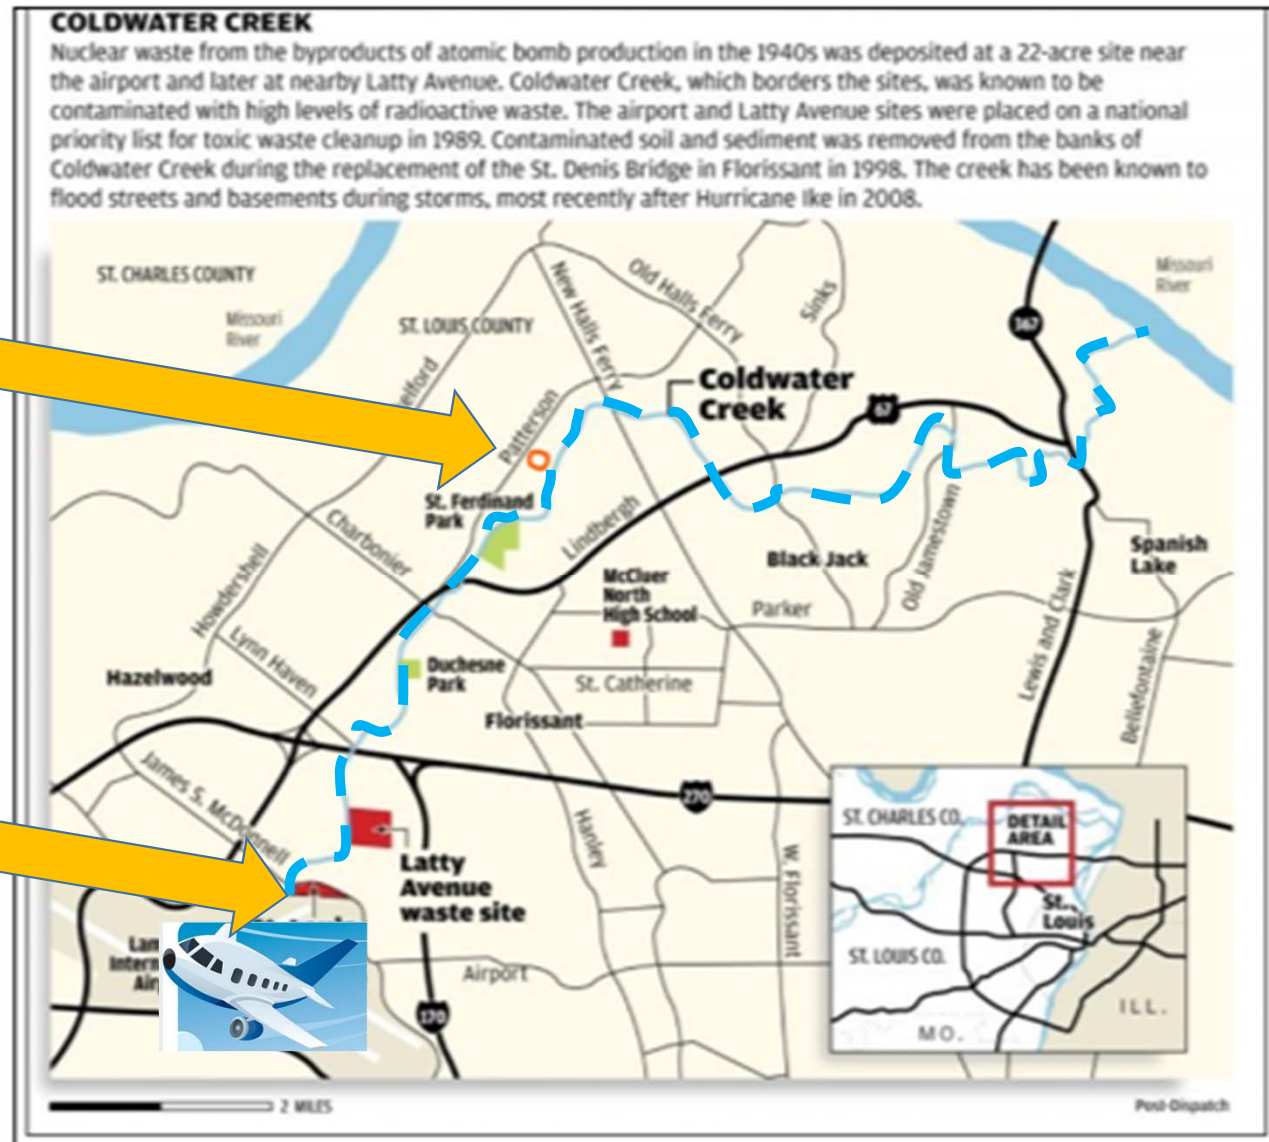 COLDWATER CREEK
Nuclear waste from the byproducts of atomic bomb production in the 1940s was deposited at a 22-acre site near
the airport and later at nearby Latty Avenue. Coldwater Creek, which borders the sites, was known to be
contaminated with high levels of radioactive waste. The airport and Latty Avenue sites were placed on a national
priority list for toxic waste cleanup in 1989. Contaminated soil and sediment was removed from the banks of
Coldwater Creek during the replacement of the St. Denis Bridge in Florissant in 1998. The creek has been known to
flood streets and basements during storms, most recently after Hurricane Ike in 2008.
ST. CHARLES COUNTY
Missouri
River
ST. LOUIS COUNTY
New Halls Ferry
Old Halls Ferry
Sinks
Missouri
River
367
elford
Patterson
Coldwater
Creek
67
St. Ferdinand
Park
Charbonier
Lindbergh
Howdershell
Black Jack
Old Jamestown
Spanish
Lake
McCluer
North
High School
Parker
Lewis and Clark
Bellefontaine
Lynn Haven
Hazelwood
Duchesne
Park
St. Catherine
Florissant
James S. McDonnell
270
Hanley
W. Florissant
Latty
Avenue
waste site
Lam
Intern
Air
Airport
170
ST. CHARLES CO.
DETAIL
AREA
St.
Louis
ST. LOUIS CO.
ILL.
MO.
2 MILES
Post-Dispatch